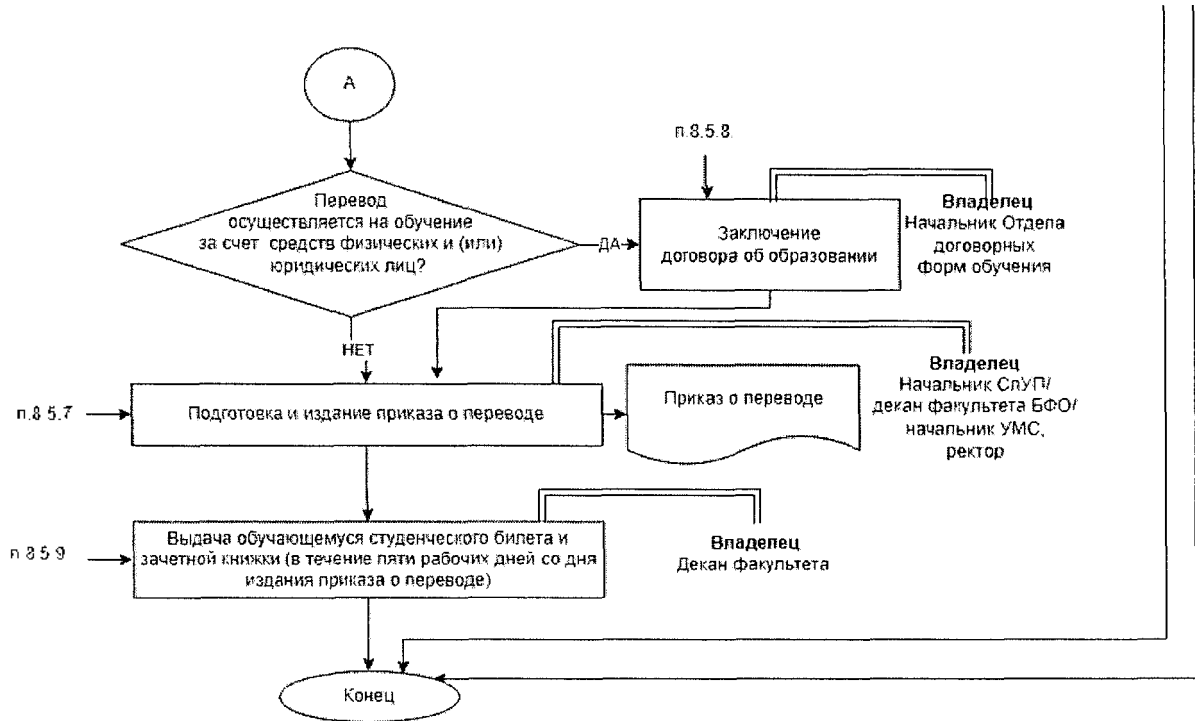 А
п.8.5.8.
Перевод
осуществляется на обучение
за счет средств физических и (или)
юридических лиц?
ДА
Заключение
договора об образовании
Владелец
Начальник Отдела
договорных
форм обучения
НЕТ
п.8.5.7
Подготовка и издание приказа о переводе
Приказ о переводе
Владелец
Начальник СпУП/
декан факультета БФО/
начальник УМС,
ректор
п 8 5 9
Выдача обучающемуся студенческого билета и
зачетной книжки (в течение пяти рабочих дней со дня
издания приказа о переводе)
Владелец
Декан факультета
Конец